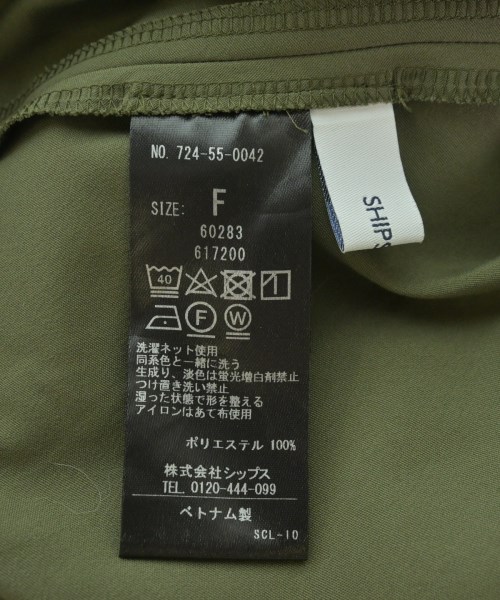 NO. 724-55-0042
SIZE: F
60283
617200
40
F W
洗濯ネット使用
同系色と一緒に洗う
生成り、淡色は蛍光増白剤禁止
つけ置き洗い禁止
湿った状態で形を整える
アイロンはあて布使用
ポリエステル 100%
株式会社シップス
TEL. 0120-444-099
ベトナム製
SCL-10
SHIPS